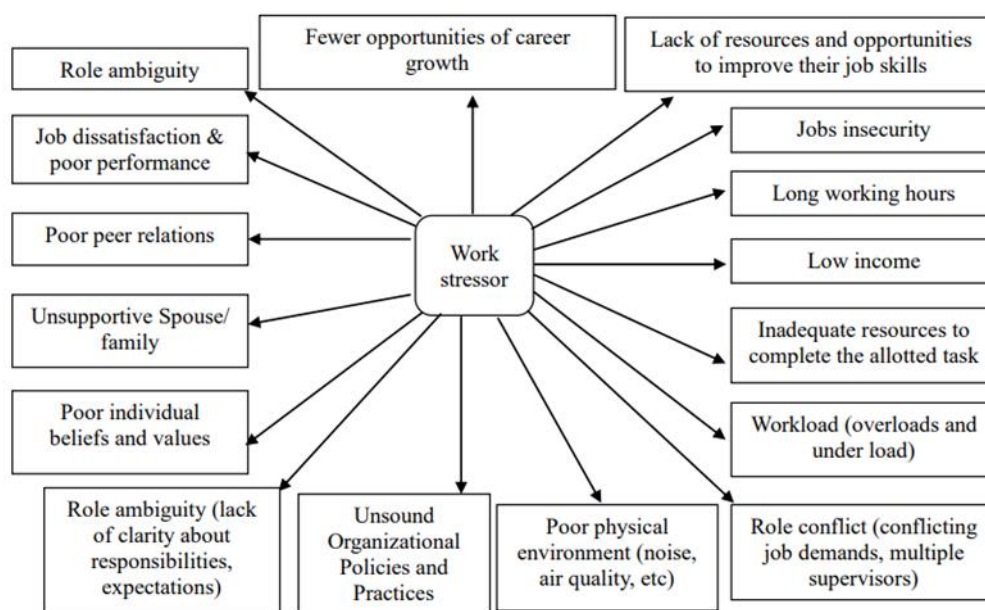 Fewer opportunities of career
growth
Lack of resources and opportunities
to improve their job skills
Role ambiguity
Job dissatisfaction &
poor performance
Jobs insecurity
Long working hours
Poor peer relations
Work
stressor
Low income
Unsupportive Spouse/
family
Inadequate resources to
complete the allotted task
Poor individual
beliefs and values
Workload (overloads and
under load)
Role ambiguity (lack
of clarity about
responsibilities,
expectations)
Unsound
Organizational
Policies and
Practices
Poor physical
environment (noise,
air quality, etc)
Role conflict (conflicting
job demands, multiple
supervisors)